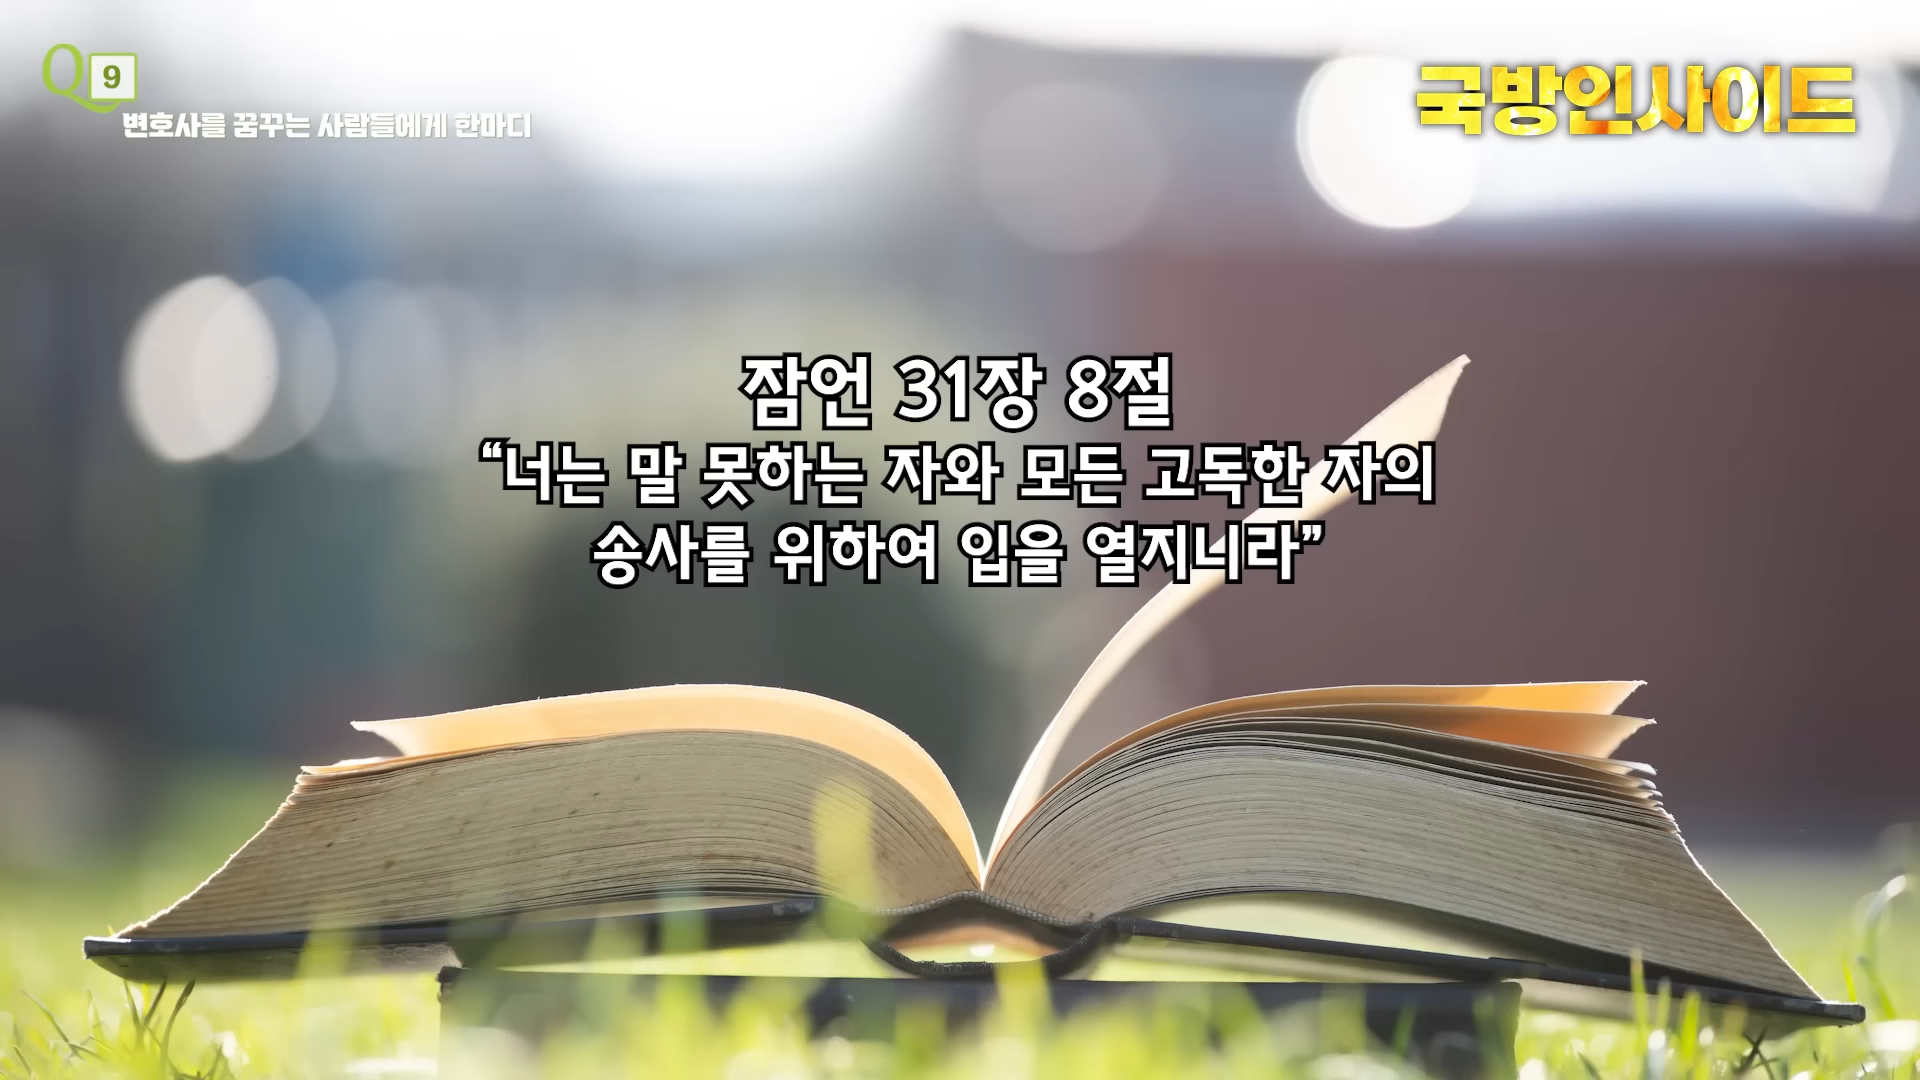 Q9
변호사를 꿈꾸는 사람들에게 한마디
국방인사이드
잠언 31장 8절
“너는 말 못하는 자와 모든 고독한 자의
송사를 위하여 입을 열지니라”